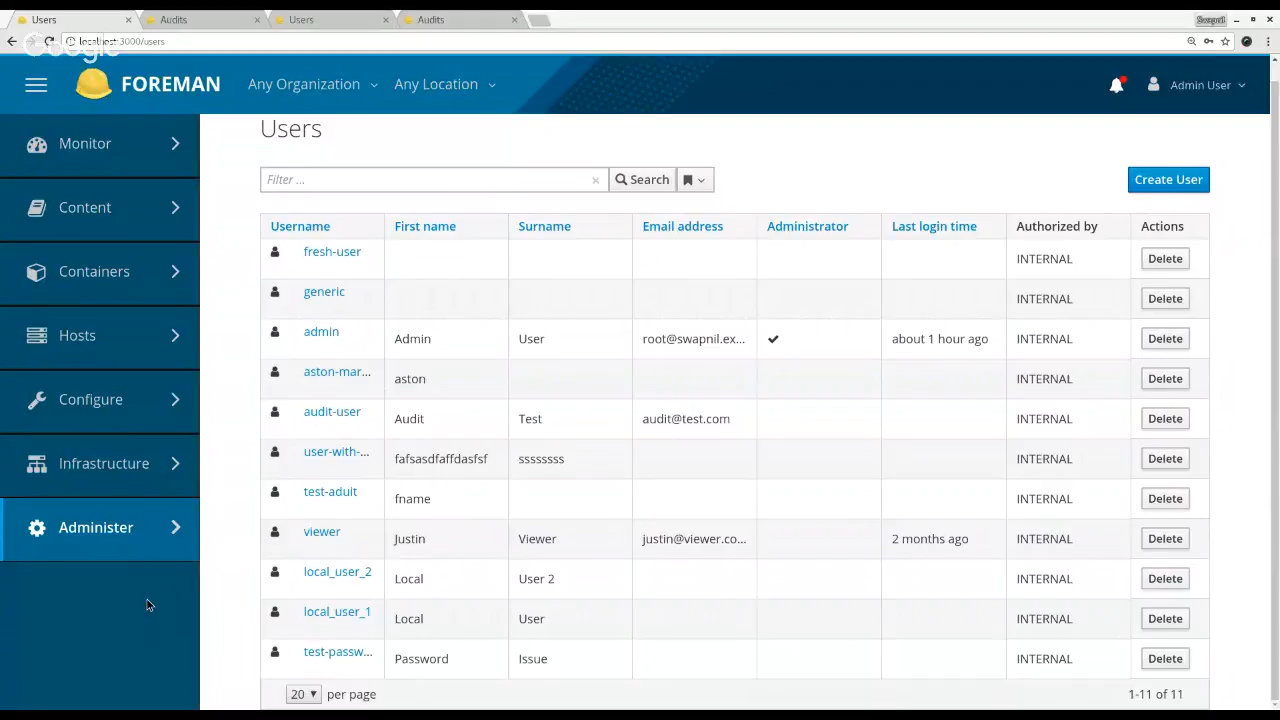 Users Audits Users Audits Swapnil
localhost:3000/users
Google
FOREMAN Any Organization Any Location Admin User
Monitor
Content
Containers
Hosts
Configure
Infrastructure
Administer
Users
Filter ... Search Create User
Username First name Surname Email address Administrator Last login time Authorized by Actions
fresh-user INTERNAL Delete
generic INTERNAL Delete
admin Admin User root@swapnil.ex... about 1 hour ago INTERNAL Delete
aston-mar... aston INTERNAL Delete
audit-user Audit Test audit@test.com INTERNAL Delete
user-with-... fafsasdfaffdasfsf ssssssss INTERNAL Delete
test-aduit fname INTERNAL Delete
viewer Justin Viewer justin@viewer.co... 2 months ago INTERNAL Delete
local_user_2 Local User 2 INTERNAL Delete
local_user_1 Local User INTERNAL Delete
test-passw... Password Issue INTERNAL Delete
20 per page 1-11 of 11